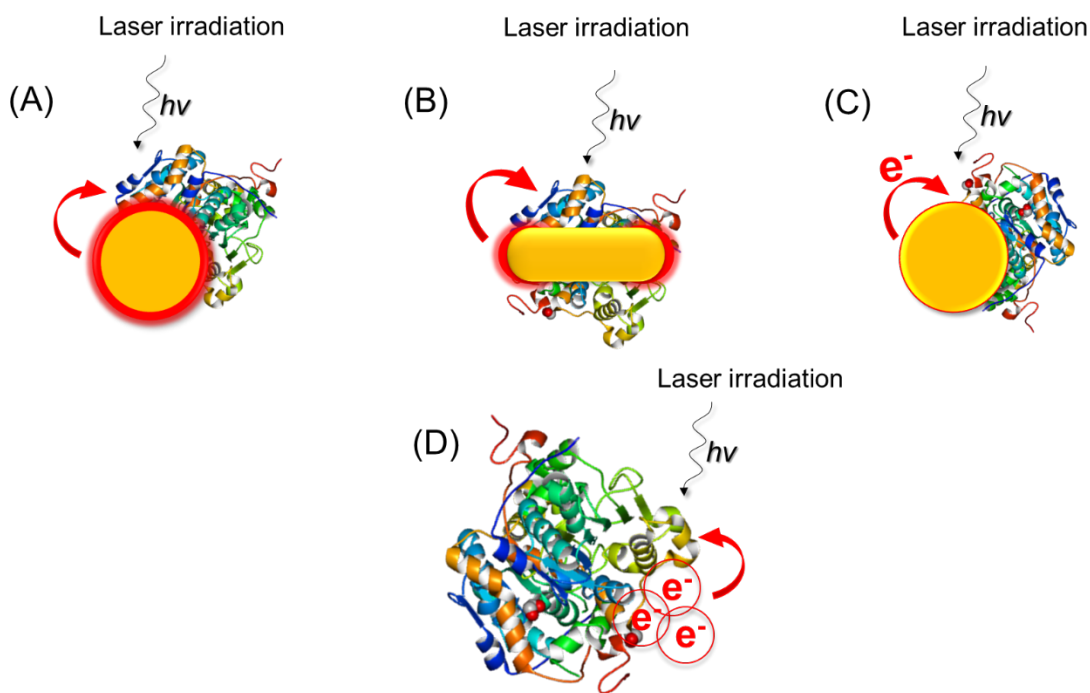 Laser irradiation
Laser irradiation
Laser irradiation
(A)
hv
(B)
hv
(C)
hv
e-
Laser irradiation
(D)
hv
e-
e-
e-